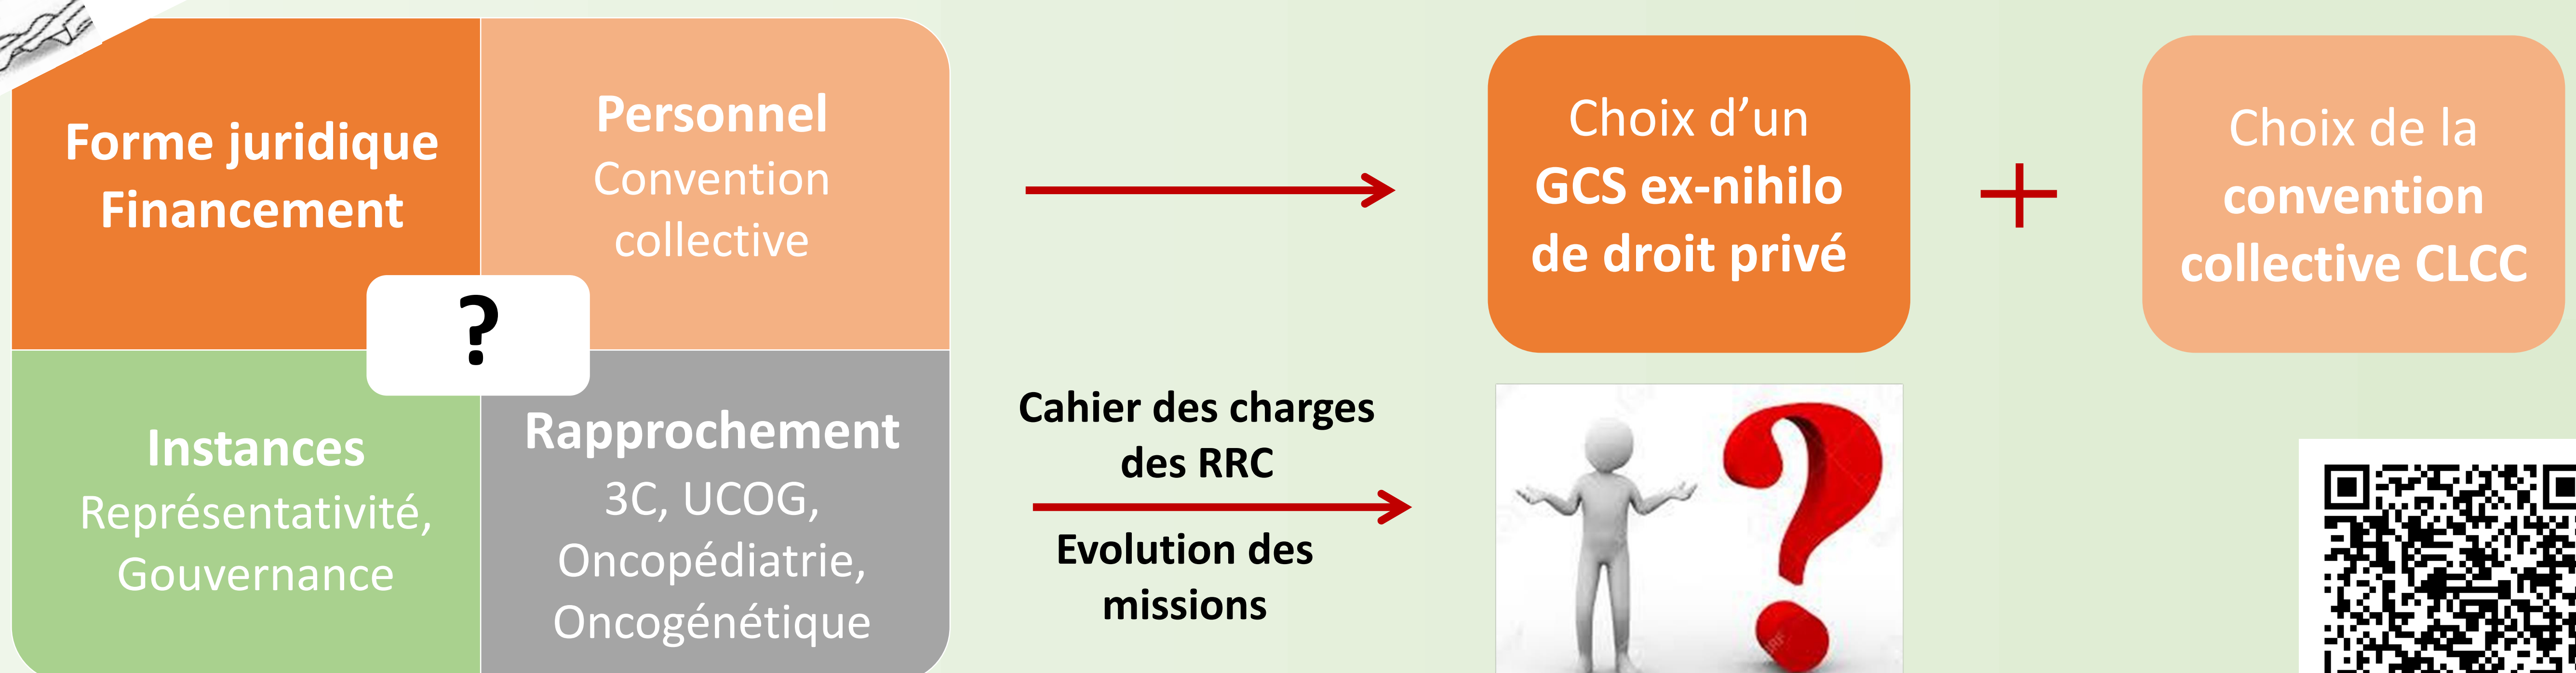 Forme juridique
Financement
Personnel
Convention
collective
?
Instances
Représentativité,
Gouvernance
Rapprochement
3C, UCOG,
Oncopédiatrie,
Oncogénétique
Cahier des charges
des RRC
Evolution des
missions
Choix d’un
GCS ex-nihilo
de droit privé
+
Choix de la
convention
collective CLCC